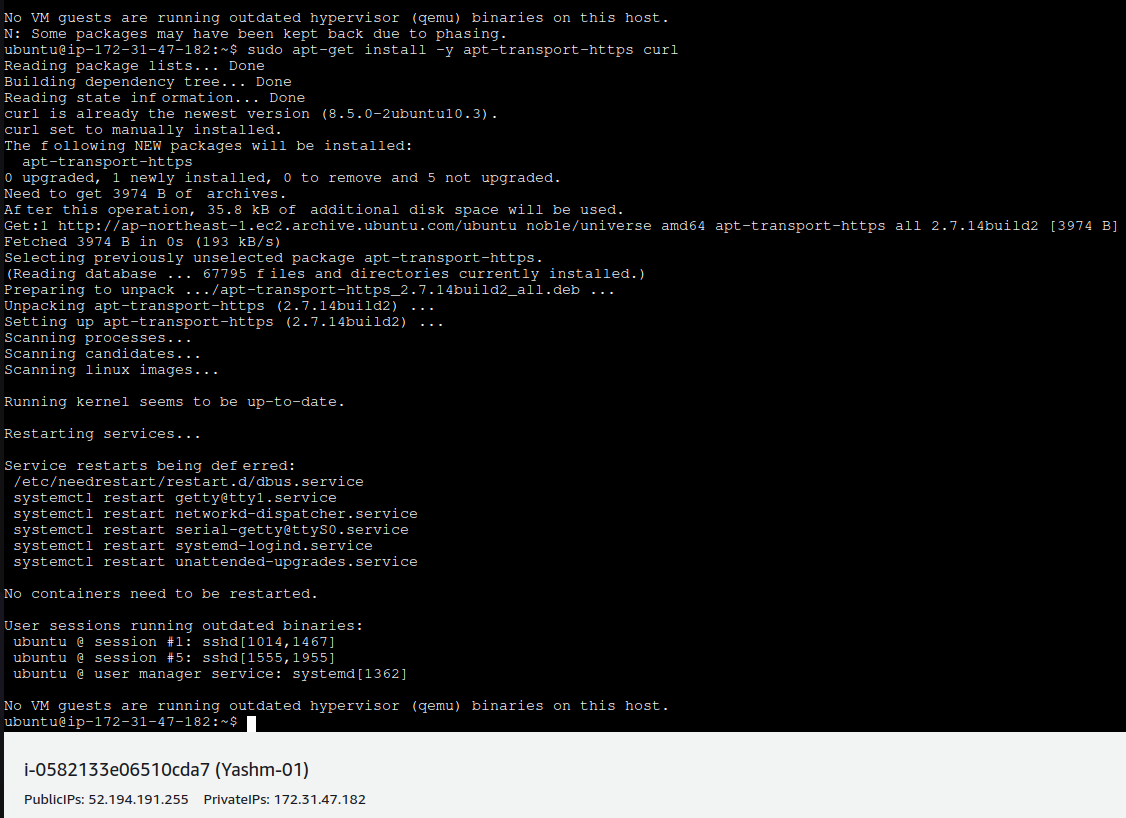 No VM guests are running outdated hypervisor (qemu) binaries on this host.
N: Some packages may have been kept back due to phasing.
ubuntu@ip-172-31-47-182:~$ sudo apt-get install -y apt-transport-https curl
Reading package lists... Done
Building dependency tree... Done
Reading state information... Done
curl is already the newest version (8.5.0-2ubuntu10.3).
curl set to manually installed.
The following NEW packages will be installed:
  apt-transport-https
0 upgraded, 1 newly installed, 0 to remove and 5 not upgraded.
Need to get 3974 B of archives.
After this operation, 35.8 kB of additional disk space will be used.
Get:1 http://ap-northeast-1.ec2.archive.ubuntu.com/ubuntu noble/universe amd64 apt-transport-https all 2.7.14build2 [3974 B]
Fetched 3974 B in 0s (193 kB/s)
Selecting previously unselected package apt-transport-https.
(Reading database ... 67795 files and directories currently installed.)
Preparing to unpack .../apt-transport-https_2.7.14build2_all.deb ...
Unpacking apt-transport-https (2.7.14build2) ...
Setting up apt-transport-https (2.7.14build2) ...
Scanning processes...
Scanning candidates...
Scanning linux images...

Running kernel seems to be up-to-date.

Restarting services...

Service restarts being deferred:
 /etc/needrestart/restart.d/dbus.service
 systemctl restart getty@tty1.service
 systemctl restart networkd-dispatcher.service
 systemctl restart serial-getty@ttyS0.service
 systemctl restart systemd-logind.service
 systemctl restart unattended-upgrades.service

No containers need to be restarted.

User sessions running outdated binaries:
 ubuntu @ session #1: sshd[1014,1467]
 ubuntu @ session #5: sshd[1555,1955]
 ubuntu @ user manager service: systemd[1362]

No VM guests are running outdated hypervisor (qemu) binaries on this host.
ubuntu@ip-172-31-47-182:~$
i-0582133e06510cda7 (Yashm-01)
PublicIPs: 52.194.191.255 PrivateIPs: 172.31.47.182